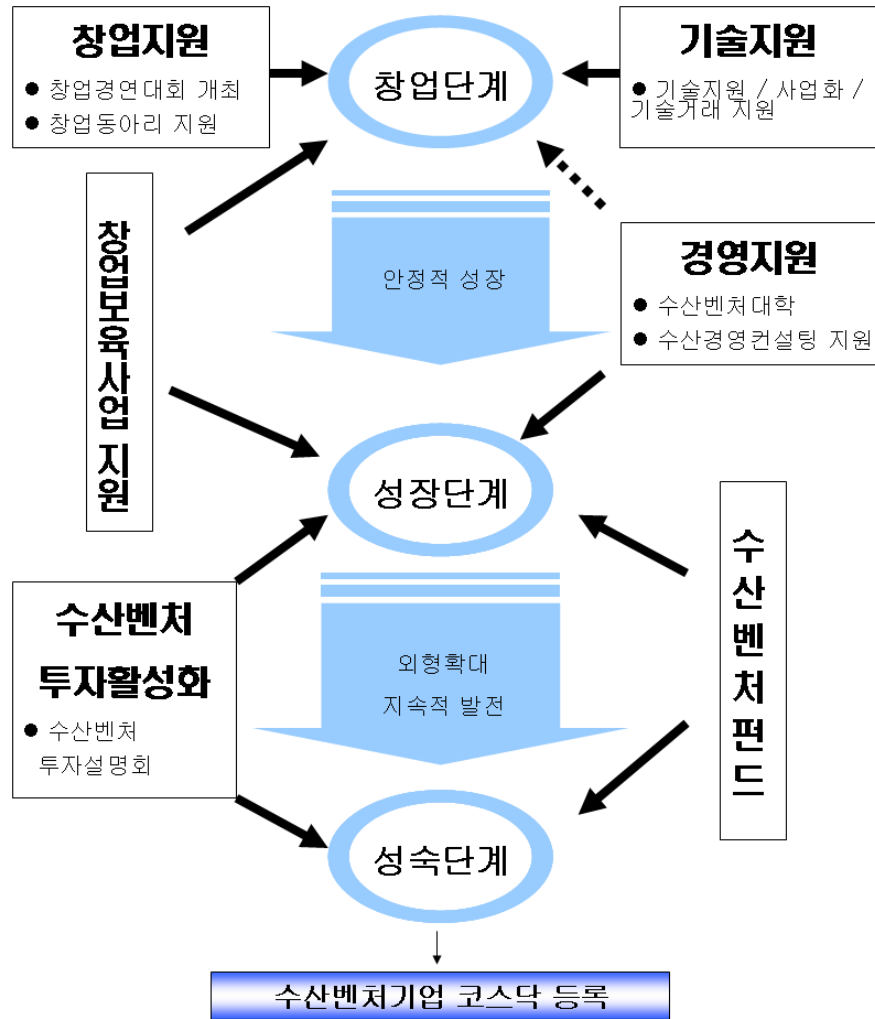 창업지원
● 창업경연대회 개최
● 창업동아리 지원
창업단계
기술지원
● 기술지원 / 사업화 /
기술거래 지원
창업보육사업 지원
안정적 성장
경영지원
● 수산벤처대학
● 수산경영컨설팅 지원
성장단계
수산벤처펀드
수산벤처
투자활성화
● 수산벤처
투자설명회
외형확대
지속적 발전
성숙단계
수산벤처기업 코스닥 등록